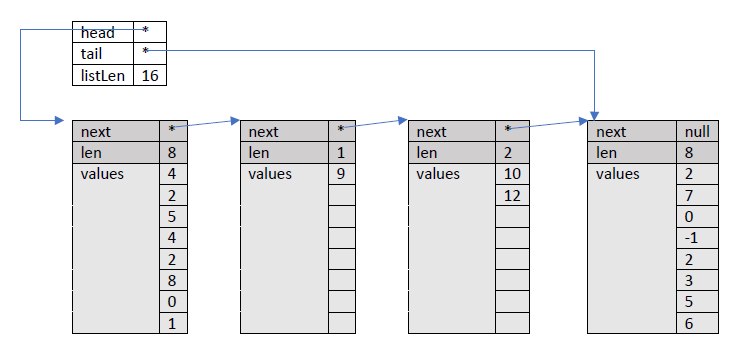 head *
tail *
listLen 16
next * next * next * next null
len 8 len 1 len 2 len 8
values 4 values 9 values 10 values 2
2 12 7
5 0
4 -1
2 2
8 3
0 5
1 6